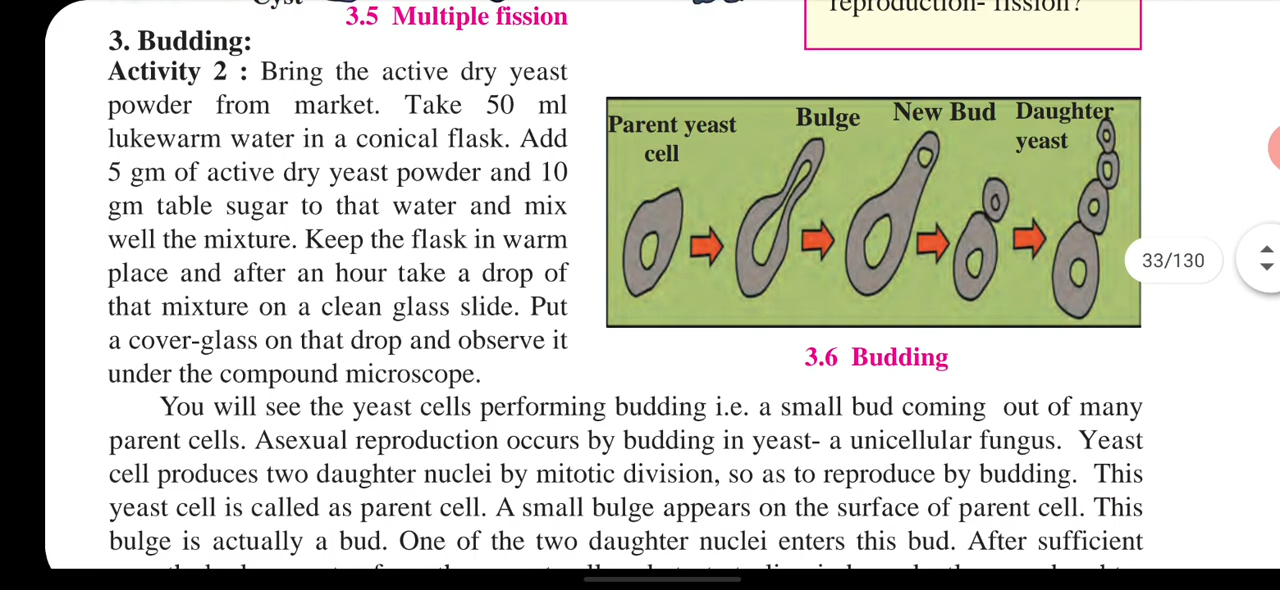 3.5 Multiple fission
3. Budding:
Activity 2 : Bring the active dry yeast
powder from market. Take 50 ml
lukewarm water in a conical flask. Add
5 gm of active dry yeast powder and 10
gm table sugar to that water and mix
well the mixture. Keep the flask in warm
place and after an hour take a drop of
that mixture on a clean glass slide. Put
a cover-glass on that drop and observe it
under the compound microscope.
reproduction- fission?
Parent yeast
cell
Bulge
New Bud
Daughter
yeast
33/130
3.6 Budding
You will see the yeast cells performing budding i.e. a small bud coming out of many
parent cells. Asexual reproduction occurs by budding in yeast- a unicellular fungus. Yeast
cell produces two daughter nuclei by mitotic division, so as to reproduce by budding. This
yeast cell is called as parent cell. A small bulge appears on the surface of parent cell. This
bulge is actually a bud. One of the two daughter nuclei enters this bud. After sufficient